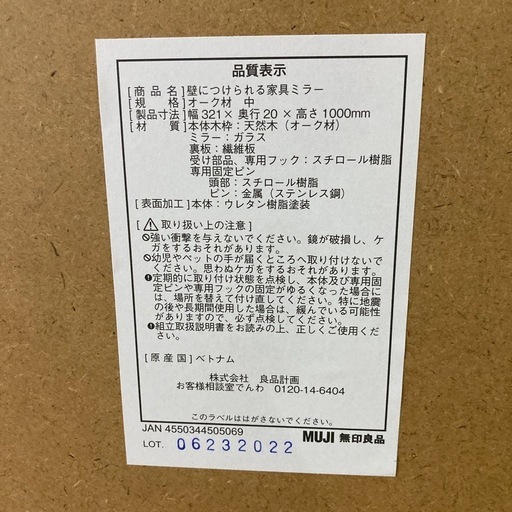 品質表示
[商品名] 壁につけられる家具ミラー
[規格] オーク材 中
[製品寸法] 幅 321 × 奥行 20 × 高さ 1000mm
[材質] 本体木枠：天然木（オーク材）
ミラー：ガラス
裏板：繊維板
受け部品、専用フック：スチロール樹脂
専用固定ピン
頭部：スチロール樹脂
ピン：金属（ステンレス鋼）
[表面加工] 本体：ウレタン樹脂塗装
[⚠取り扱い上の注意]
強い衝撃を与えないでください。鏡が破損し、ケ
ガをするおそれがあります。
幼児やペットの手が届くところへ取り付けないで
ください。思わぬケガをするおそれがあります。
定期的に取り付け状態を点検し、本体及び専用固
定ピンや専用フックの固定がゆるくなった場合に
は、場所を替えて付け直してください。特に地震
の後や長期間使用した場合は、緩んでいる可能性
がありますので、必ず点検してください。
組立取扱説明書をお読みの上、正しくご使用くだ
さい。
[原産国] ベトナム
株式会社 良品計画
お客様相談室でんわ 0120-14-6404
このラベルははがさないでください。
JAN 4550344505069
LOT. 06232022 MUJI 無印良品